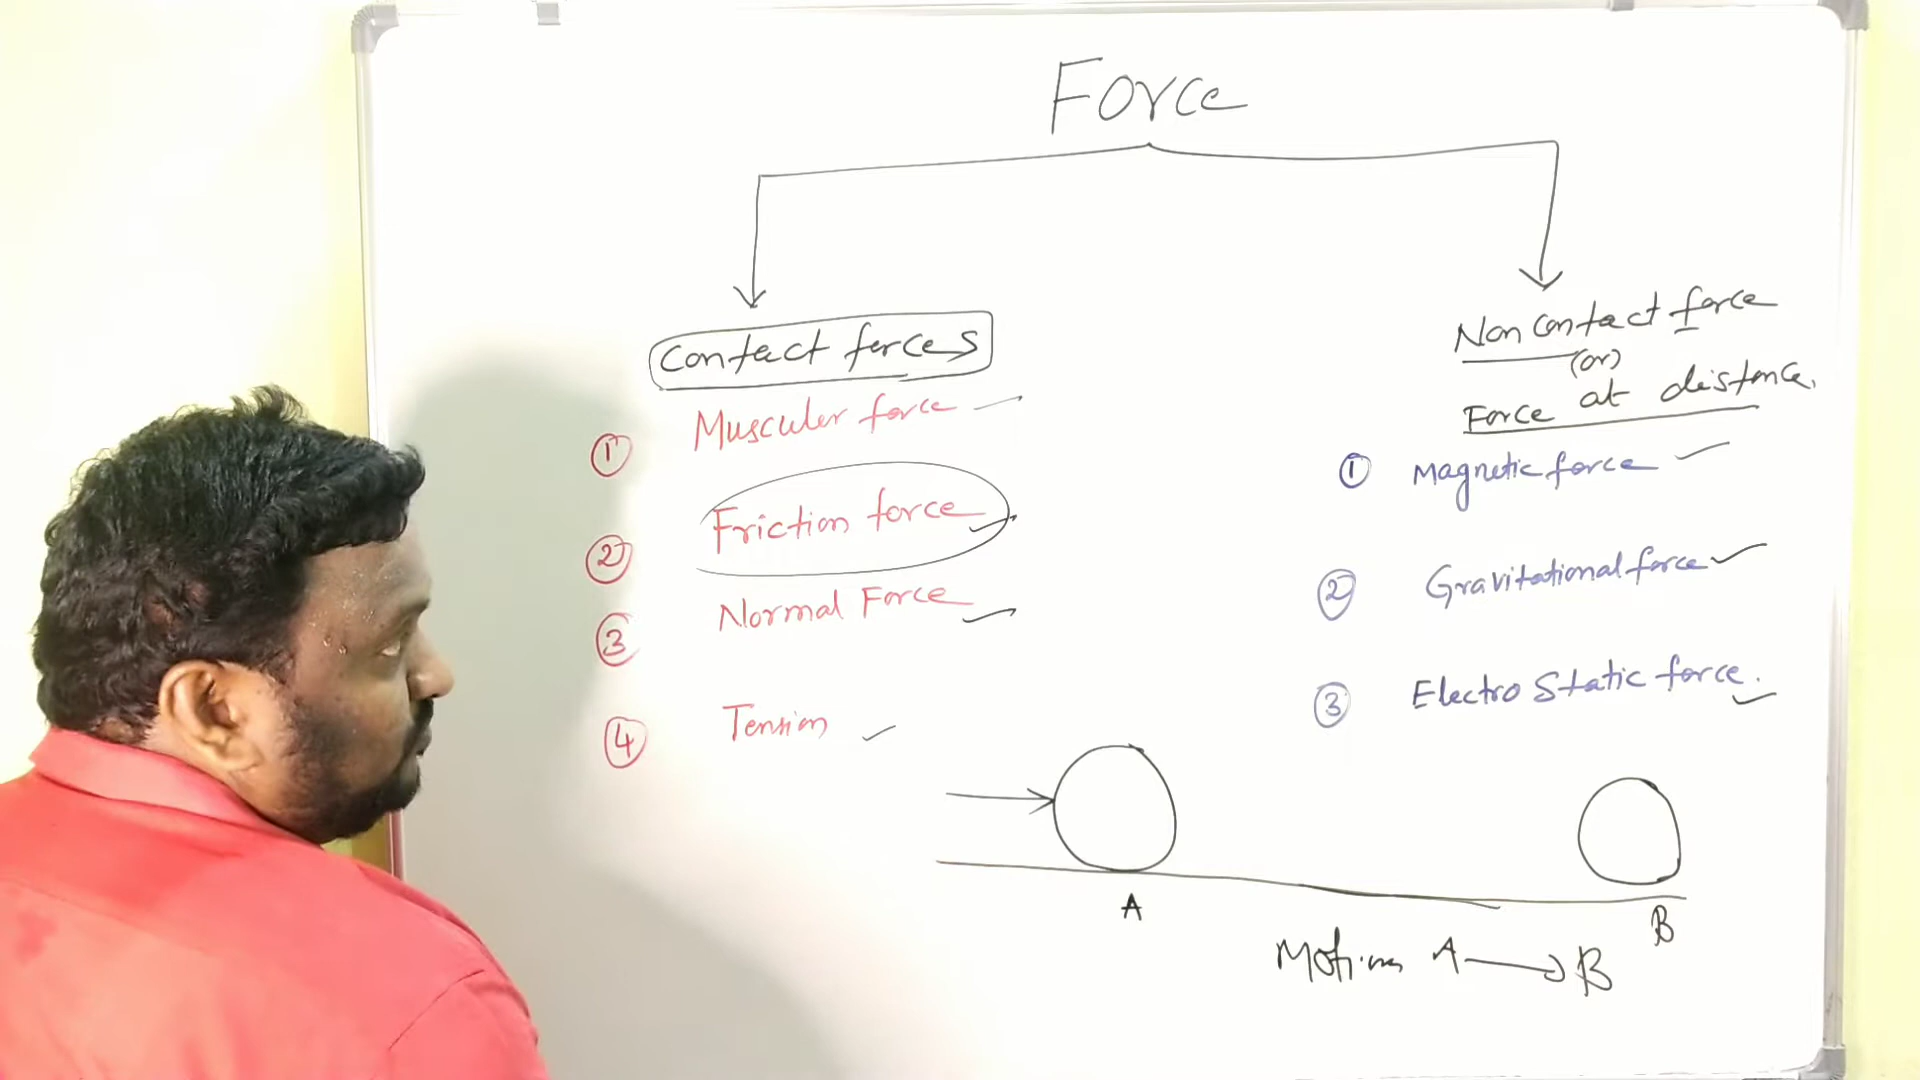 Force
Contact forces
① Muscular force
② Friction force
③ Normal Force
④ Tension
Non Contact force
(or)
Force at distance.
① Magnetic force
② Gravitational force
③ Electro Static force.
A
B
Motion A → B